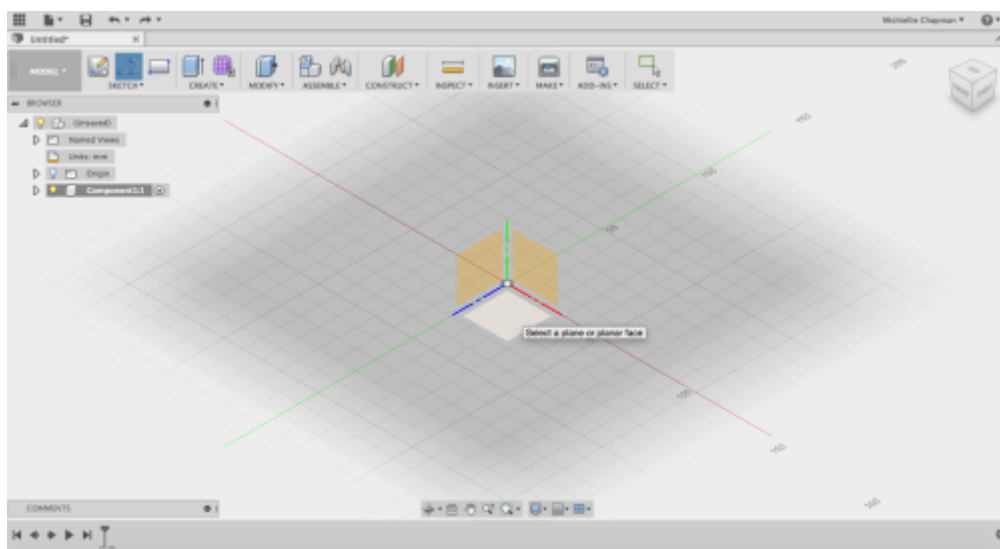 Michelle Chapman
Untitled*
MODEL
SKETCH CREATE MODIFY ASSEMBLE CONSTRUCT INSPECT INSERT MAKE ADD-INS SELECT
BROWSER
(Unsaved)
Named Views
Units: mm
Origin
Component1:1
Select a plane or planar face
COMMENTS